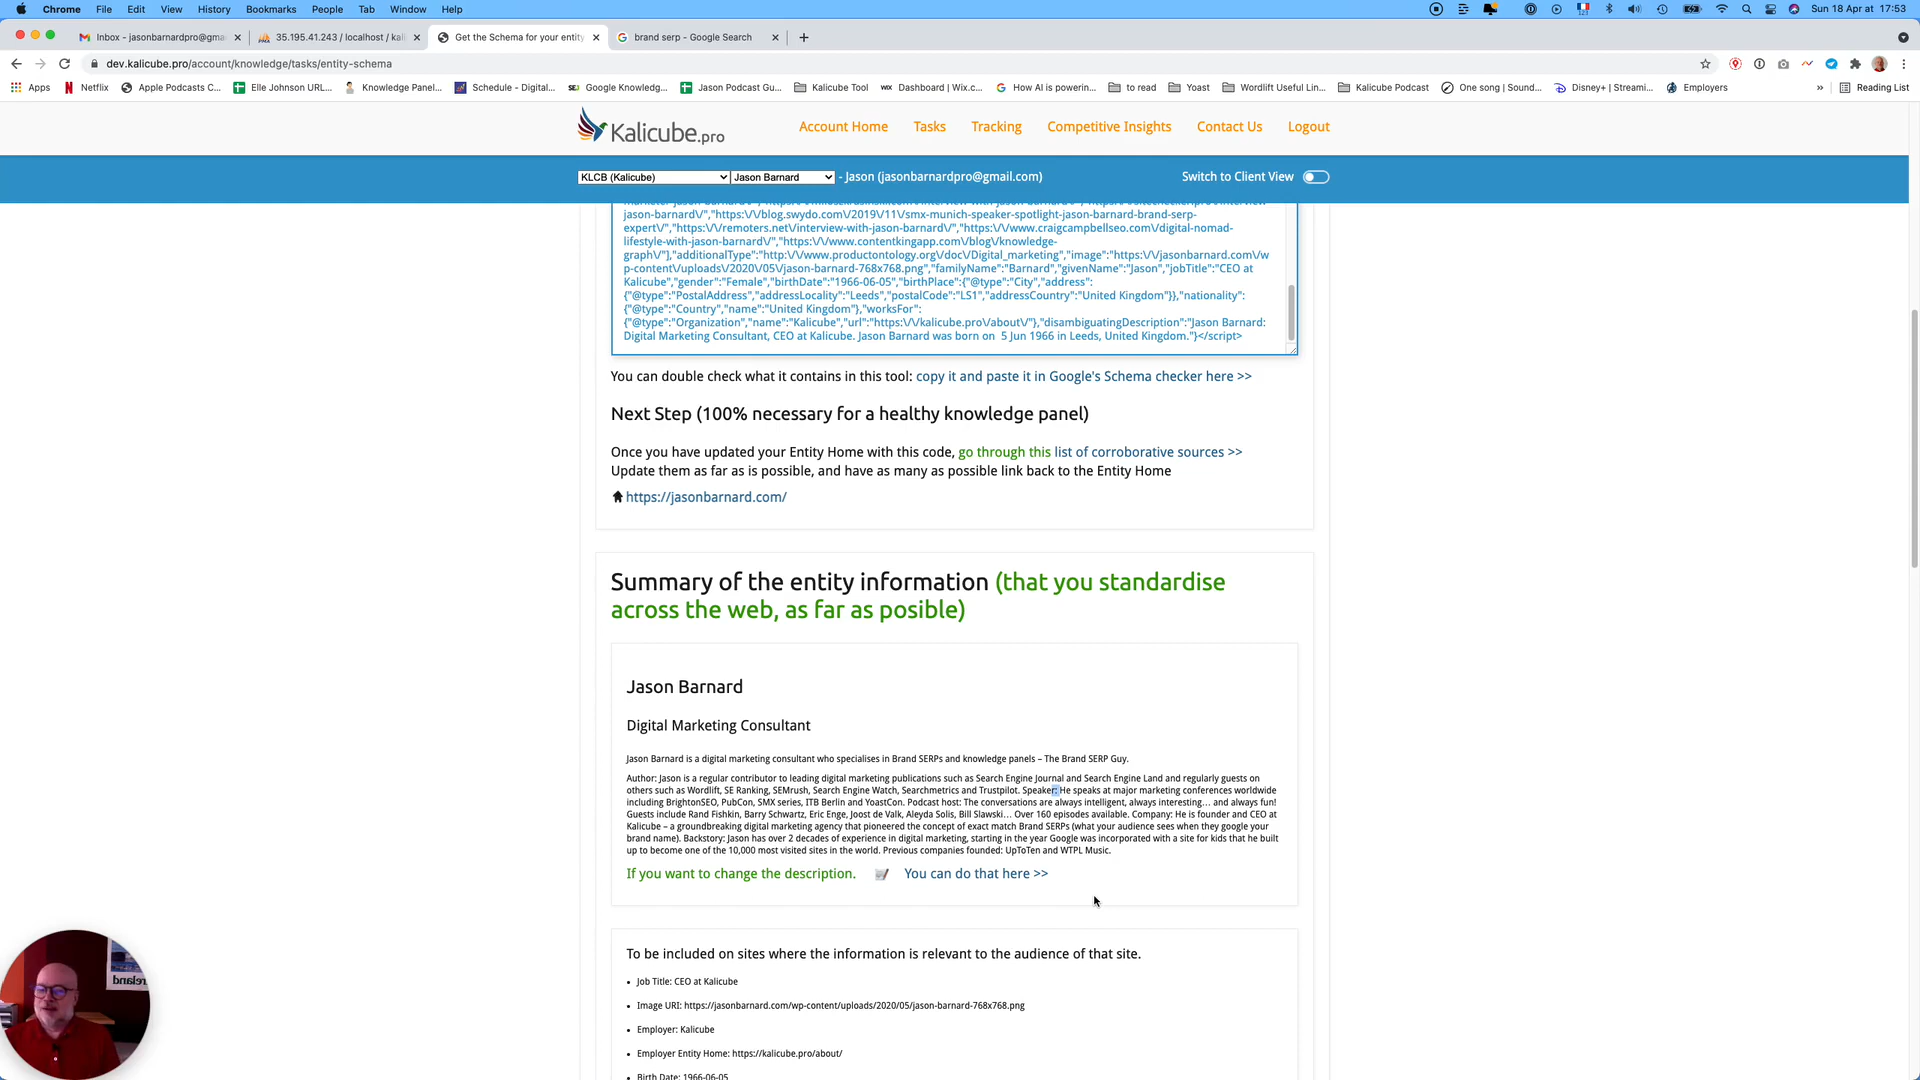 Chrome File Edit View History Bookmarks People Tab Window Help
Sun 18 Apr at 17:53
Inbox - jasonbarnardpro@gma
35.195.41.243 / localhost / kali
Get the Schema for your entity
brand serp - Google Search
dev.kalicube.pro/account/knowledge/tasks/entity-schema
Apps Netflix Apple Podcasts C... Elle Johnson URL... Knowledge Panel... Schedule - Digital... Google Knowledg... Jason Podcast Gu... Kalicube Tool Dashboard | Wix.c... How AI is powerin... to read Yoast Wordlift Useful Lin... Kalicube Podcast One song | Sound... Disney+ | Streami... Employers » Reading List
Kalicube.pro
Account Home Tasks Tracking Competitive Insights Contact Us Logout
KLCB (Kalicube) Jason Barnard - Jason (jasonbarnardpro@gmail.com) Switch to Client View
jason-barnard\/","https:\/\/blog.swydo.com\/2019\/11\/smx-munich-speaker-spotlight-jason-barnard-brand-serp-
expert\/","https:\/\/remoters.net\/interview-with-jason-barnard\/","https:\/\/www.craigcampbellseo.com\/digital-nomad-
lifestyle-with-jason-barnard\/","https:\/\/www.contentkingapp.com\/blog\/knowledge-
graph\/"],"additionalType":"http:\/\/www.productontology.org\/doc\/Digital_marketing","image":"https:\/\/jasonbarnard.com\/w
p-content\/uploads\/2020\/05\/jason-barnard-768x768.png","familyName":"Barnard","givenName":"Jason","jobTitle":"CEO at
Kalicube","gender":"Female","birthDate":"1966-06-05","birthPlace":{"@type":"City","address":
{"@type":"PostalAddress","addressLocality":"Leeds","postalCode":"LS1","addressCountry":"United Kingdom"}},"nationality":
{"@type":"Country","name":"United Kingdom"},"worksFor":
{"@type":"Organization","name":"Kalicube","url":"https:\/\/kalicube.pro\/about\/"},"disambiguatingDescription":"Jason Barnard:
Digital Marketing Consultant, CEO at Kalicube. Jason Barnard was born on  5 Jun 1966 in Leeds, United Kingdom."}</script>
You can double check what it contains in this tool: copy it and paste it in Google's Schema checker here >>
Next Step (100% necessary for a healthy knowledge panel)
Once you have updated your Entity Home with this code, go through this list of corroborative sources >>
Update them as far as is possible, and have as many as possible link back to the Entity Home
https://jasonbarnard.com/
Summary of the entity information (that you standardise
across the web, as far as posible)
Jason Barnard
Digital Marketing Consultant
Jason Barnard is a digital marketing consultant who specialises in Brand SERPs and knowledge panels – The Brand SERP Guy.
Author: Jason is a regular contributor to leading digital marketing publications such as Search Engine Journal and Search Engine Land and regularly guests on
others such as Wordlift, SE Ranking, SEMrush, Search Engine Watch, Searchmetrics and Trustpilot. Speaker: He speaks at major marketing conferences worldwide
including BrightonSEO, PubCon, SMX series, ITB Berlin and YoastCon. Podcast host: The conversations are always intelligent, always interesting… and always fun!
Guests include Rand Fishkin, Barry Schwartz, Eric Enge, Joost de Valk, Aleyda Solis, Bill Slawski… Over 160 episodes available. Company: He is founder and CEO at
Kalicube – a groundbreaking digital marketing agency that pioneered the concept of exact match Brand SERPs (what your audience sees when they google your
brand name). Backstory: Jason has over 2 decades of experience in digital marketing, starting in the year Google was incorporated with a site for kids that he built
up to become one of the 10,000 most visited sites in the world. Previous companies founded: UpToTen and WTPL Music.
If you want to change the description. You can do that here >>
To be included on sites where the information is relevant to the audience of that site.
• Job Title: CEO at Kalicube
• Image URI: https://jasonbarnard.com/wp-content/uploads/2020/05/jason-barnard-768x768.png
• Employer: Kalicube
• Employer Entity Home: https://kalicube.pro/about/
• Birth Date: 1966-06-05